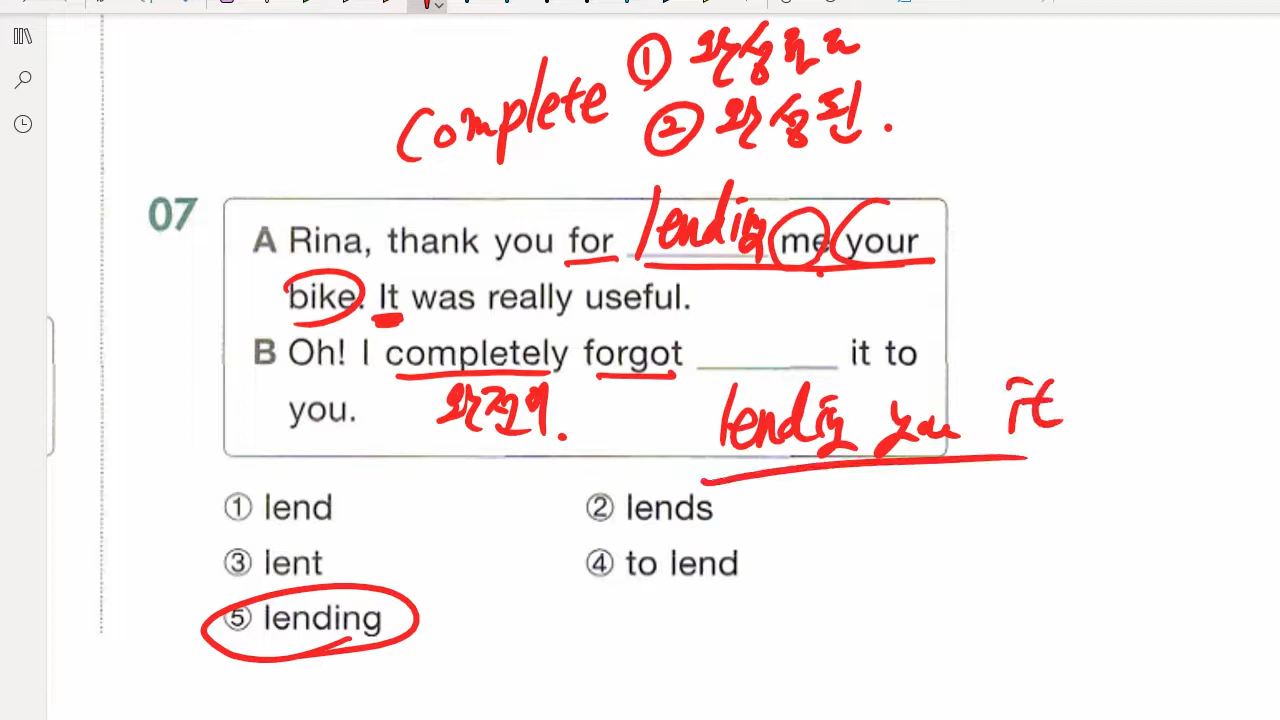 ① 완성하다
complete ② 완성된.
07
A Rina, thank you for lending me your
bike. It was really useful.
B Oh! I completely forgot ________ it to
you. 완전히. lending you it
① lend ② lends
③ lent ④ to lend
⑤ lending